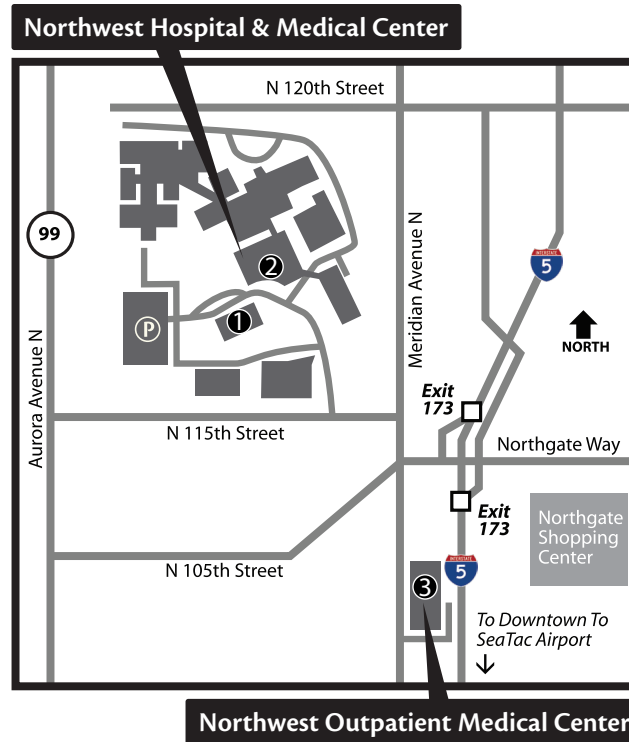 Northwest Hospital & Medical Center
N 120th Street
99
Aurora Avenue N
Meridian Avenue N
INTERSTATE
5
NORTH
2
1
P
Exit
173
N 115th Street
Northgate Way
Exit
173
Northgate
Shopping
Center
N 105th Street
INTERSTATE
5
3
To Downtown To
SeaTac Airport
Northwest Outpatient Medical Center